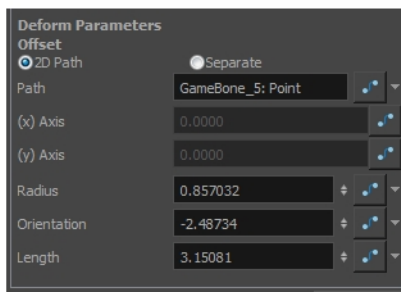 Deform Parameters
Offset
2D Path Separate
Path GameBone_5: Point
(x) Axis 0.0000
(y) Axis 0.0000
Radius 0.857032
Orientation -2.48734
Length 3.15081